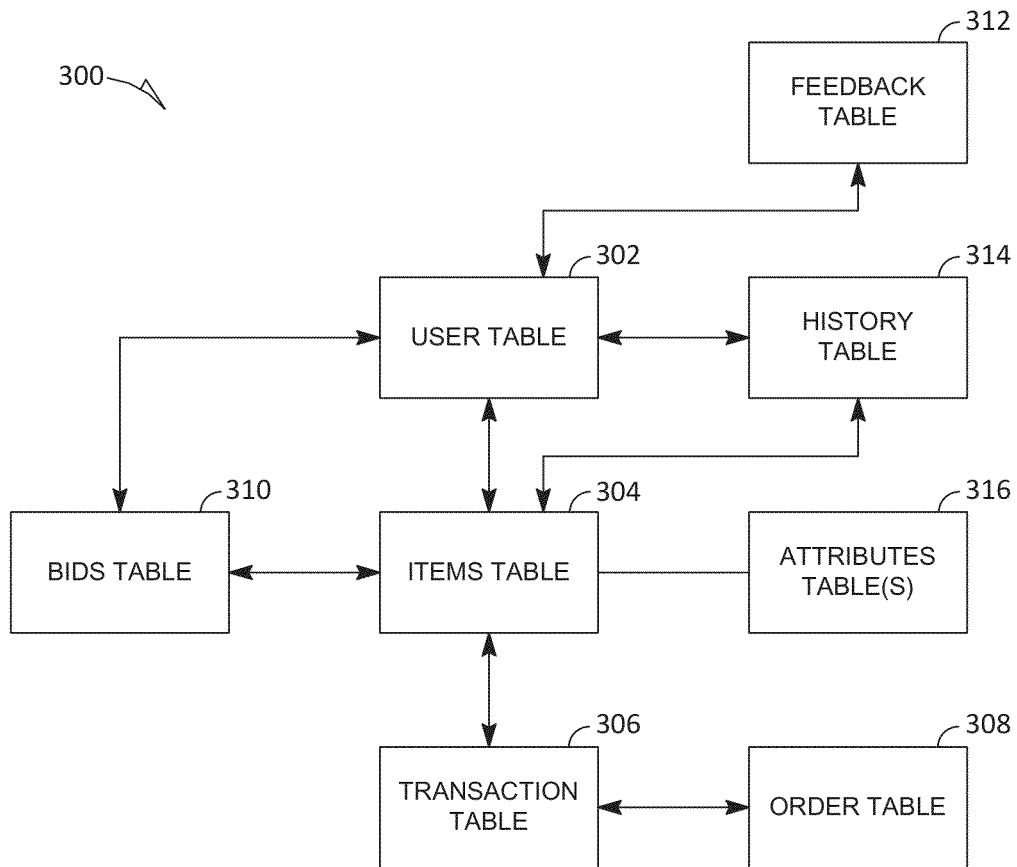 312
300
FEEDBACK
TABLE
302
314
USER TABLE
HISTORY
TABLE
310
304
316
BIDS TABLE
ITEMS TABLE
ATTRIBUTES
TABLE(S)
306
308
TRANSACTION
TABLE
ORDER TABLE